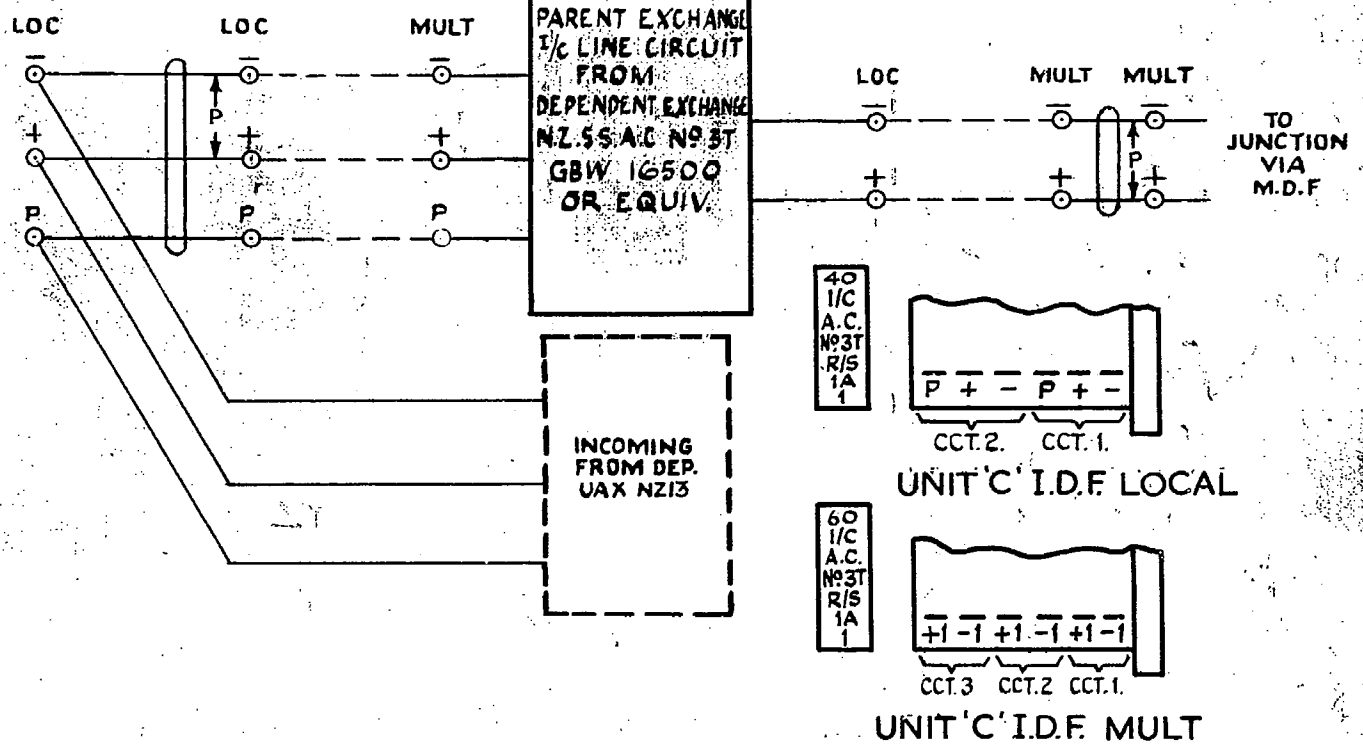 LOC LOC MULT
− − −
+ + +
P
P P P
PARENT EXCHANGE
I/c LINE CIRCUIT
FROM
DEPENDENT EXCHANGE
N.Z.S.S.A.C Nº 3T
GBW 16500
OR EQUIV.
LOC MULT MULT
− − −
P
+ + +
TO
JUNCTION
VIA
M.D.F
INCOMING
FROM DEP.
UAX NZ13
40
I/C
A.C.
Nº3T
R/S
1A
1
P + − P + −
CCT.2. CCT.1.
UNIT 'C' I.D.F. LOCAL
60
I/C
A.C.
Nº3T
R/S
1A
1
+1 −1 +1 −1 +1 −1
CCT.3 CCT.2 CCT.1.
UNIT 'C' I.D.F. MULT